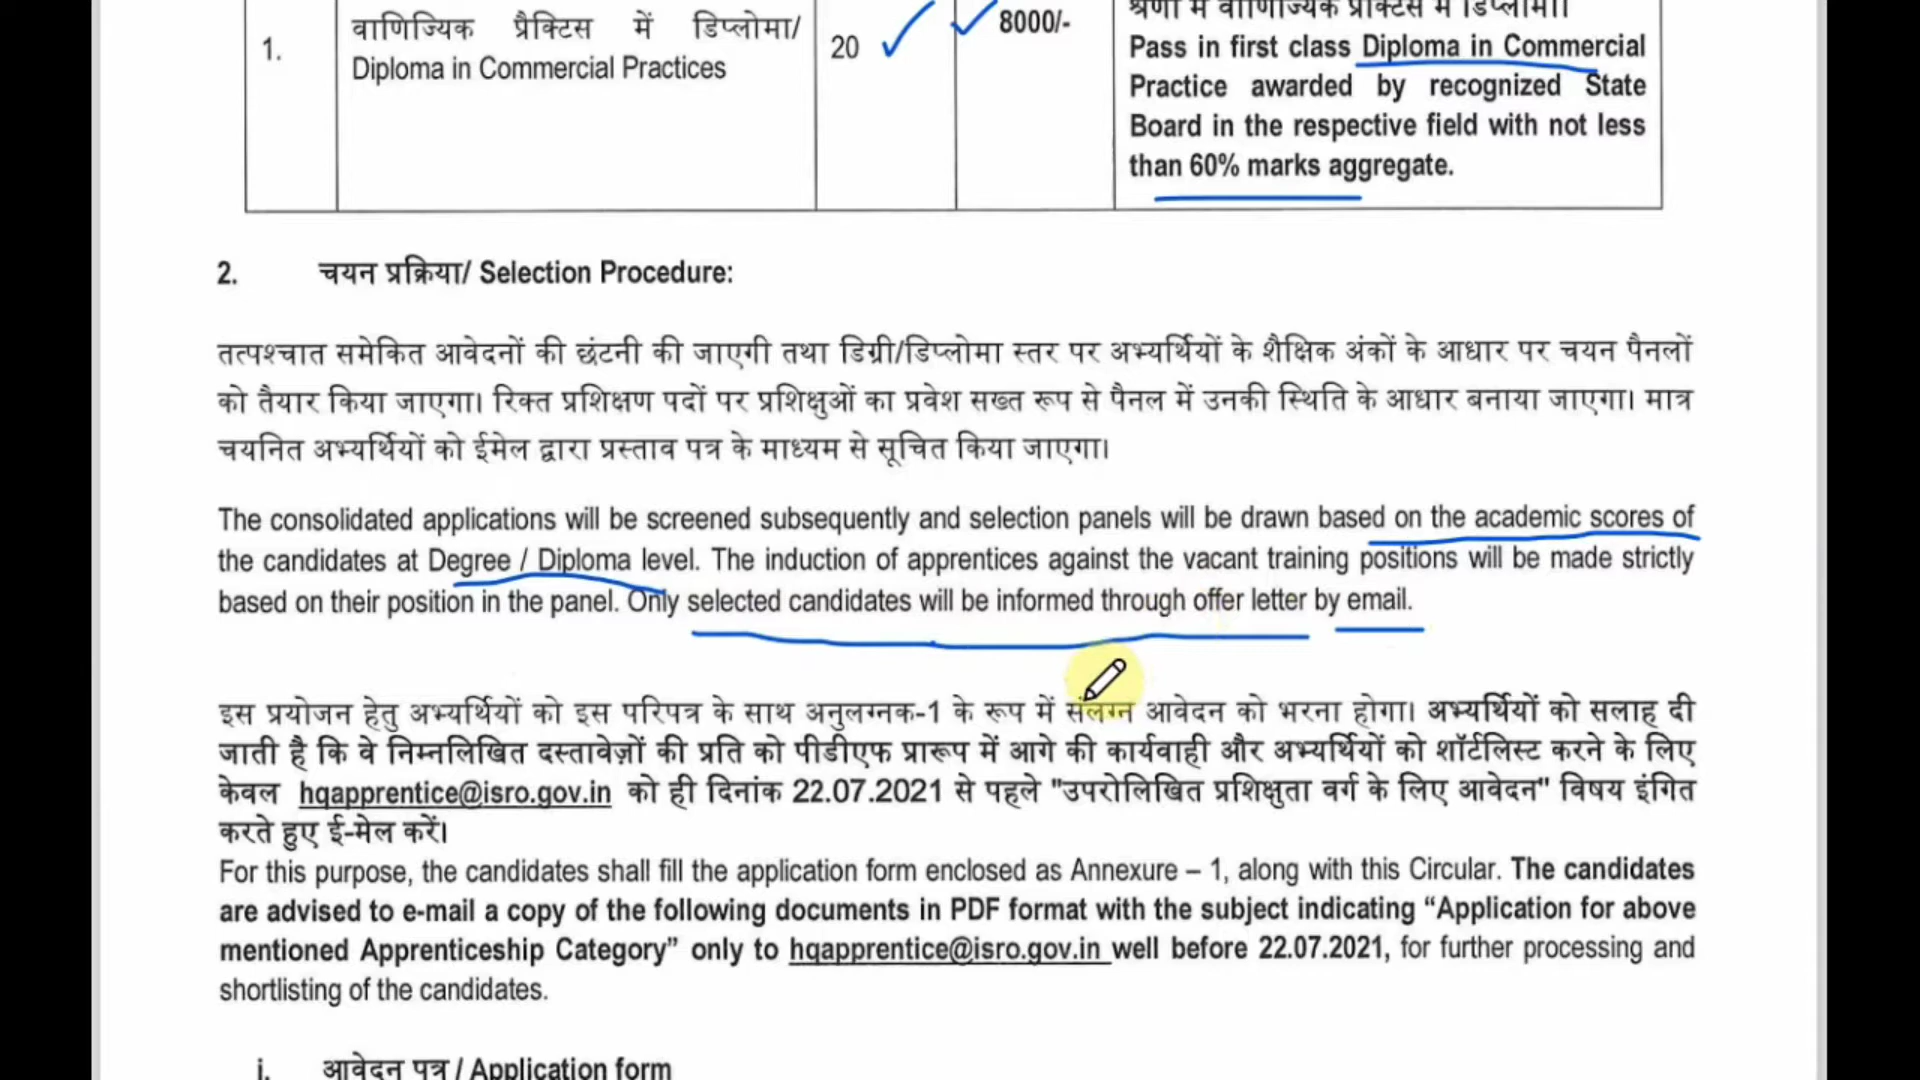 श्रेणी में वाणिज्यिक प्रैक्टिस में डिप्लोमा।
1. वाणिज्यिक प्रैक्टिस में डिप्लोमा/ 20 8000/-
Diploma in Commercial Practices
Pass in first class Diploma in Commercial
Practice awarded by recognized State
Board in the respective field with not less
than 60% marks aggregate.
2. चयन प्रक्रिया/ Selection Procedure:
तत्पश्चात समेकित आवेदनों की छंटनी की जाएगी तथा डिग्री/डिप्लोमा स्तर पर अभ्यर्थियों के शैक्षिक अंकों के आधार पर चयन पैनलों
को तैयार किया जाएगा। रिक्त प्रशिक्षण पदों पर प्रशिक्षुओं का प्रवेश सख्त रूप से पैनल में उनकी स्थिति के आधार बनाया जाएगा। मात्र
चयनित अभ्यर्थियों को ईमेल द्वारा प्रस्ताव पत्र के माध्यम से सूचित किया जाएगा।
The consolidated applications will be screened subsequently and selection panels will be drawn based on the academic scores of
the candidates at Degree / Diploma level. The induction of apprentices against the vacant training positions will be made strictly
based on their position in the panel. Only selected candidates will be informed through offer letter by email.
इस प्रयोजन हेतु अभ्यर्थियों को इस परिपत्र के साथ अनुलग्नक-1 के रूप में संलग्न आवेदन को भरना होगा। अभ्यर्थियों को सलाह दी
जाती है कि वे निम्नलिखित दस्तावेज़ों की प्रति को पीडीएफ प्रारूप में आगे की कार्यवाही और अभ्यर्थियों को शॉर्टलिस्ट करने के लिए
केवल hqapprentice@isro.gov.in को ही दिनांक 22.07.2021 से पहले "उपरोलिखित प्रशिक्षुता वर्ग के लिए आवेदन" विषय इंगित
करते हुए ई-मेल करें।
For this purpose, the candidates shall fill the application form enclosed as Annexure – 1, along with this Circular. The candidates
are advised to e-mail a copy of the following documents in PDF format with the subject indicating “Application for above
mentioned Apprenticeship Category” only to hqapprentice@isro.gov.in well before 22.07.2021, for further processing and
shortlisting of the candidates.
i. आवेदन पत्र / Application form